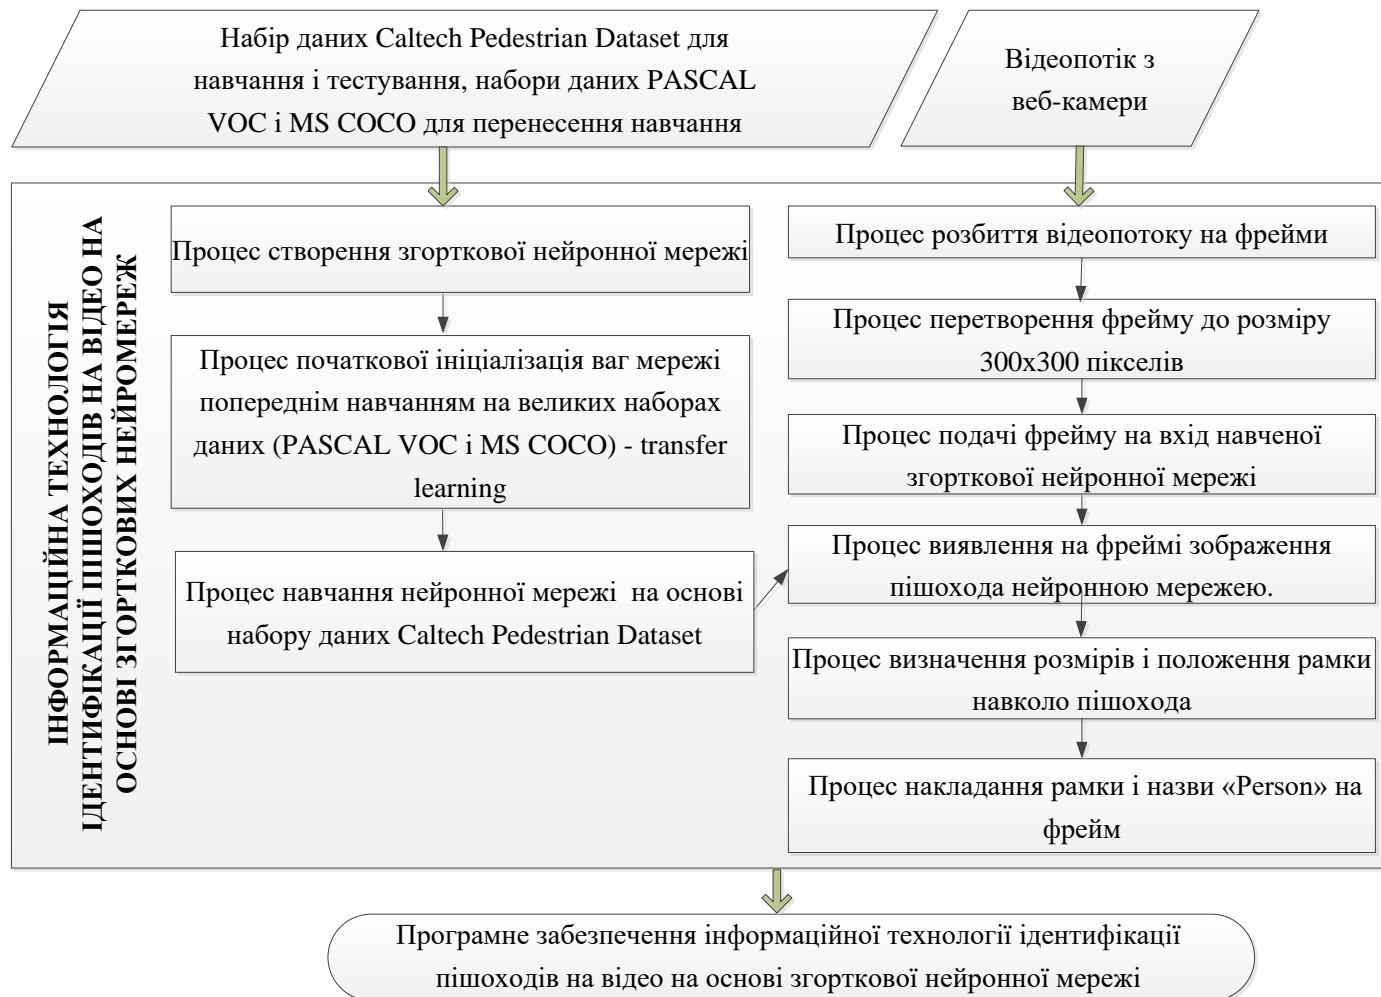 Набір даних Caltech Pedestrian Dataset для
навчання і тестування, набори даних PASCAL
VOC і MS COCO для перенесення навчання
Відеопотік з
веб-камери
ІНФОРМАЦІЙНА ТЕХНОЛОГІЯ
ІДЕНТИФІКАЦІЇ ПІШОХОДІВ НА ВІДЕО НА
ОСНОВІ ЗГОРТКОВИХ НЕЙРОМЕРЕЖ
Процес створення згорткової нейронної мережі
Процес початкової ініціалізація ваг мережі
попереднім навчанням на великих наборах
даних (PASCAL VOC і MS COCO) - transfer
learning
Процес навчання нейронної мережі  на основі
набору даних Caltech Pedestrian Dataset
Процес розбиття відеопотоку на фрейми
Процес перетворення фрейму до розміру
300x300 пікселів
Процес подачі фрейму на вхід навченої
згорткової нейронної мережі
Процес виявлення на фреймі зображення
пішохода нейронною мережею.
Процес визначення розмірів і положення рамки
навколо пішохода
Процес накладання рамки і назви «Person» на
фрейм
Програмне забезпечення інформаційної технології ідентифікації
пішоходів на відео на основі згорткової нейронної мережі